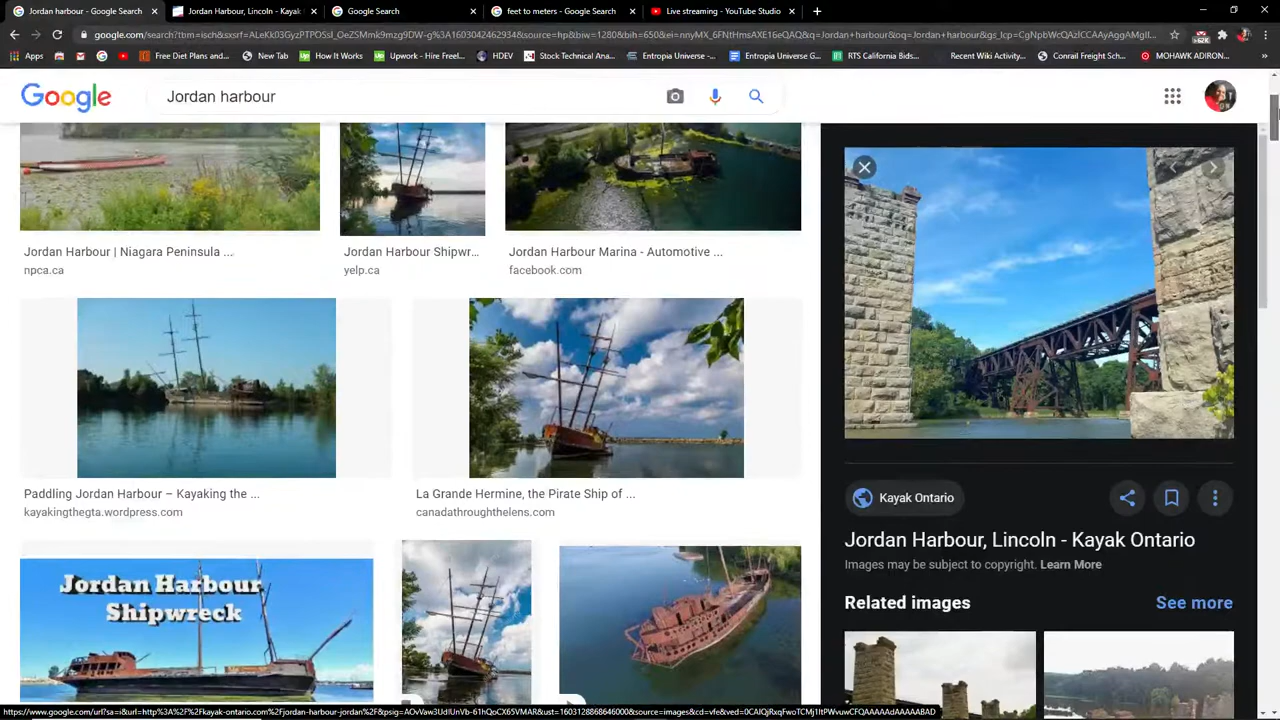 Jordan harbour - Google Search
Jordan Harbour, Lincoln - Kayak
Google Search
feet to meters - Google Search
Live streaming - YouTube Studio
Free Diet Plans and...
New Tab
How It Works
Upwork - Hire Freel...
HDEV
Stock Technical Ana...
Entropia Universe -...
Entropia Universe G...
RTS California Bids...
Recent Wiki Activity...
Conrail Freight Sch...
MOHAWK ADIRON...
Google
Jordan harbour
Jordan Harbour | Niagara Peninsula ...
npca.ca
Jordan Harbour Shipwr...
yelp.ca
Jordan Harbour Marina - Automotive ...
facebook.com
Paddling Jordan Harbour – Kayaking the ...
kayakingthegta.wordpress.com
La Grande Hermine, the Pirate Ship of ...
canadathroughthelens.com
Jordan Harbour
Shipwreck
Kayak Ontario
Jordan Harbour, Lincoln - Kayak Ontario
Images may be subject to copyright. Learn More
Related images
See more